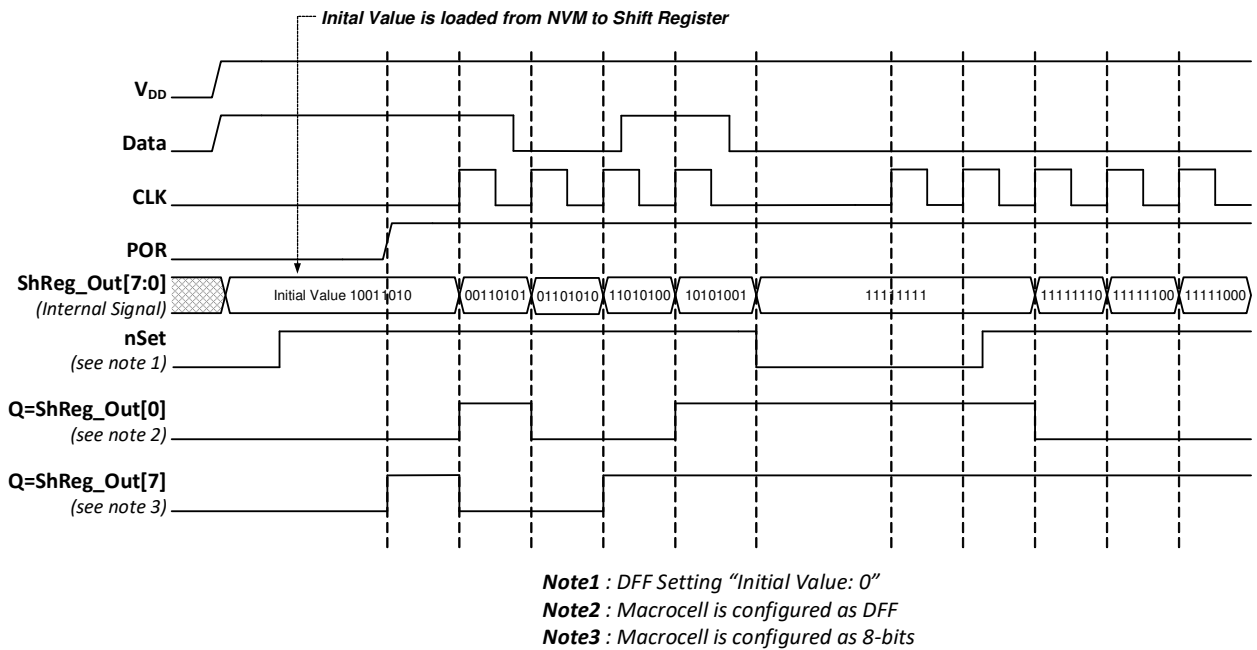 Inital Value is loaded from NVM to Shift Register
VDD
Data
CLK
POR
ShReg_Out[7:0]
(Internal Signal)
Initial Value 10011010
00110101
01101010
11010100
10101001
11111111
11111110
11111100
11111000
nSet
(see note 1)
Q=ShReg_Out[0]
(see note 2)
Q=ShReg_Out[7]
(see note 3)
Note1 : DFF Setting “Initial Value: 0”
Note2 : Macrocell is configured as DFF
Note3 : Macrocell is configured as 8-bits